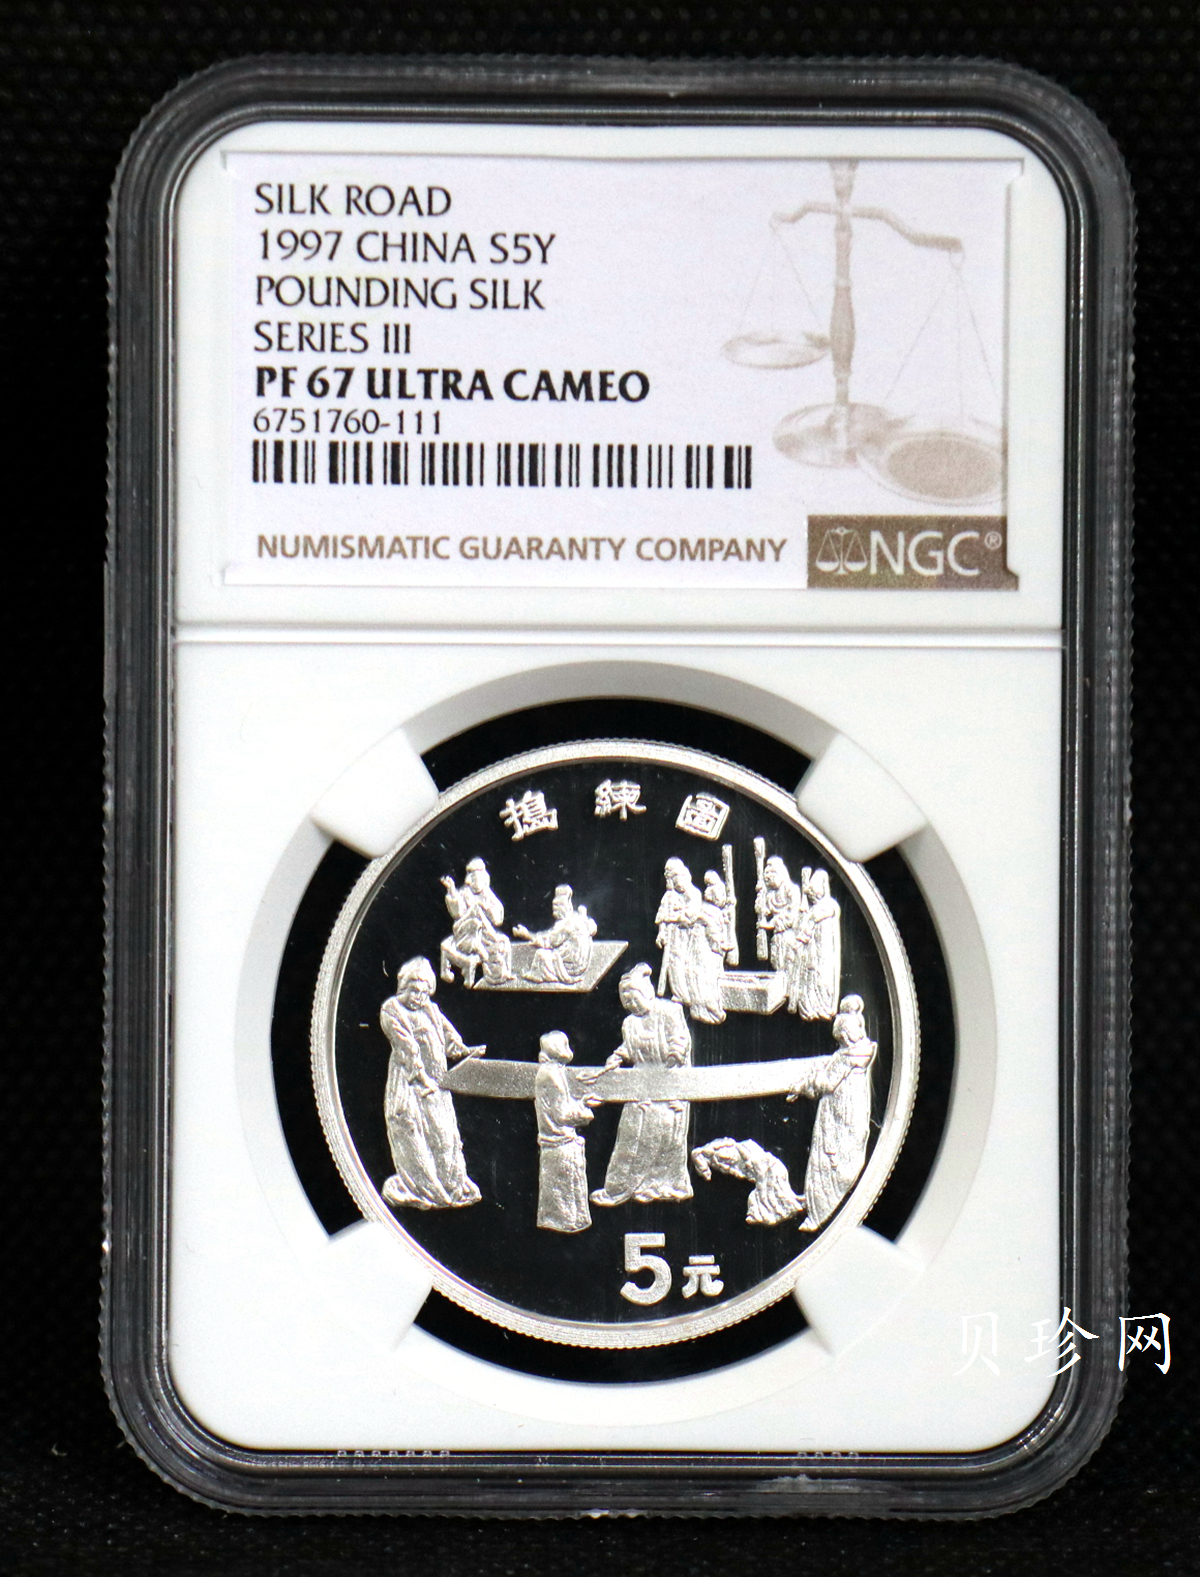 SILK ROAD
1997 CHINA S5Y
POUNDING SILK
SERIES III
PF 67 ULTRA CAMEO
6751760-111
NUMISMATIC GUARANTY COMPANY
NGC®
搗練圖
5元
贝珍网